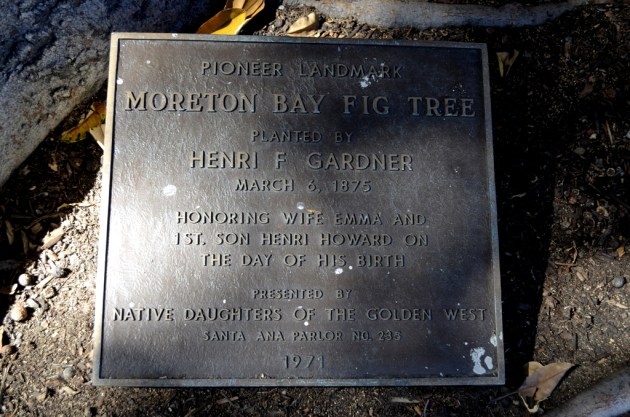 PIONEER LANDMARK
MORETON BAY FIG TREE
PLANTED BY
HENRI F GARDNER
MARCH 6, 1875
HONORING WIFE EMMA AND
1ST. SON HENRI HOWARD ON
THE DAY OF HIS BIRTH
PRESENTED BY
NATIVE DAUGHTERS OF THE GOLDEN WEST
SANTA ANA PARLOR NO. 235
1971